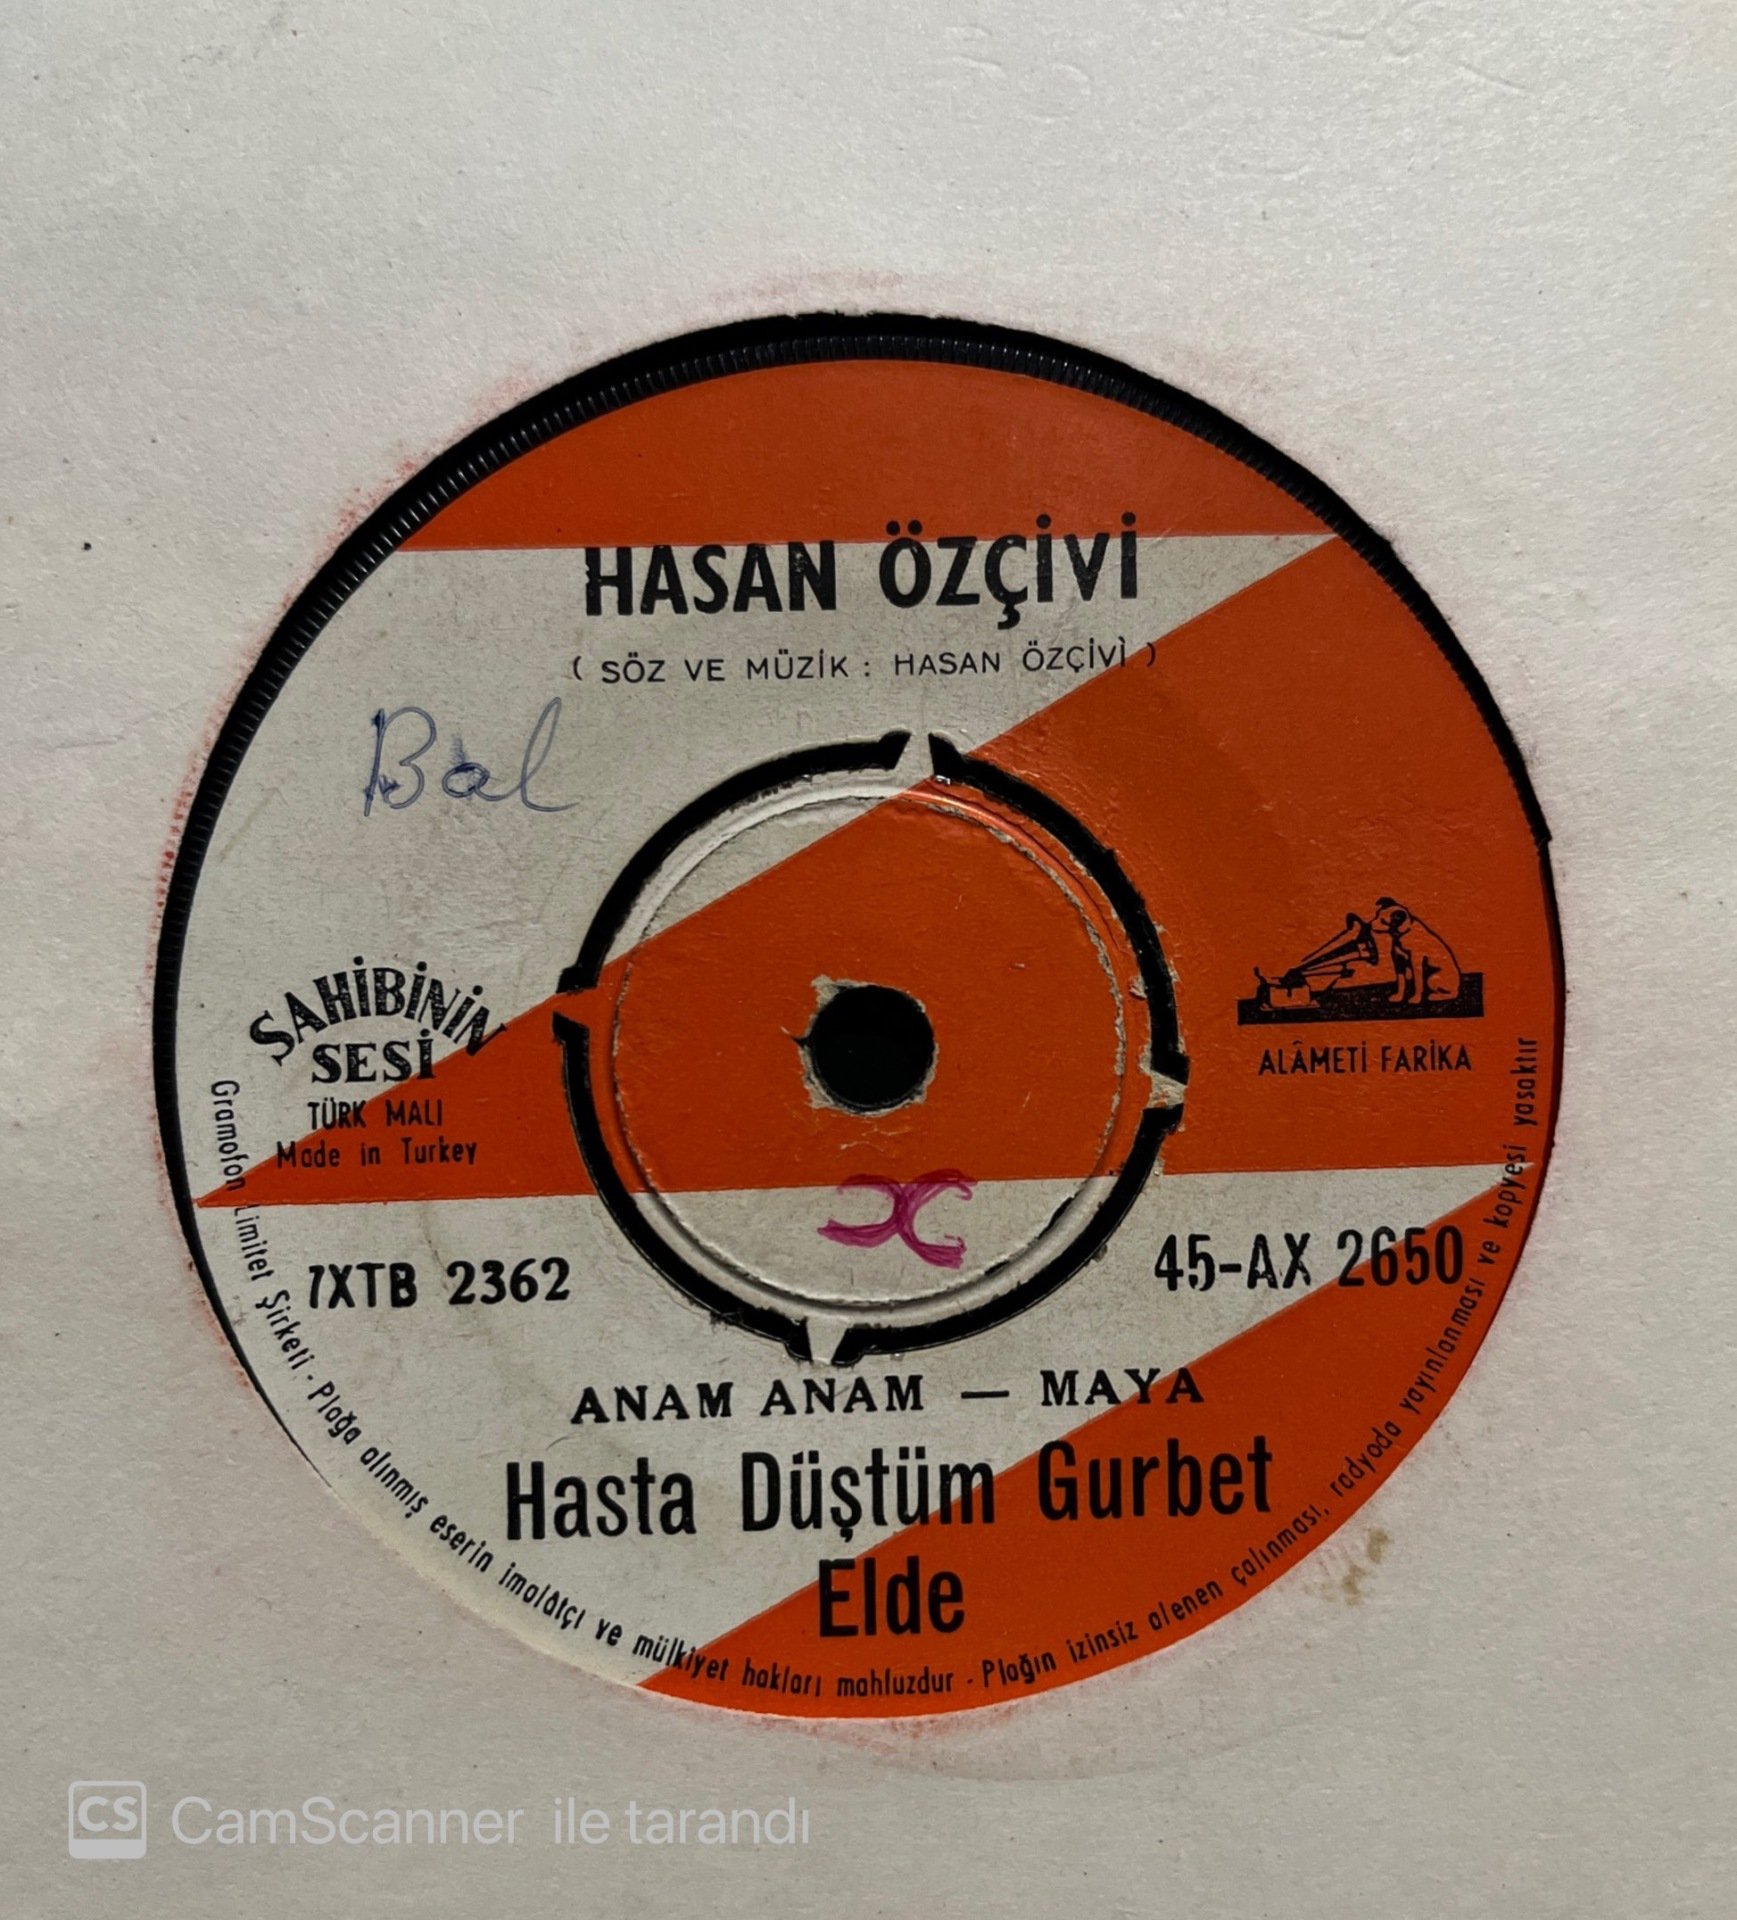 HASAN ÖZÇİVİ
( SÖZ VE MÜZİK : HASAN ÖZÇİVİ )
Bal
SAHİBİNİN
SESİ
TÜRK MALI
Made in Turkey
ALÂMETİ FARİKA
x
7XTB 2362
45-AX 2650
ANAM ANAM — MAYA
Hasta Düştüm Gurbet
Elde
Gramofon Limitet Şirketi - Plağa alınmış eserin imalâtçı ve mülkiyet hakları mahfuzdur - Plağın izinsiz alenen çalınması, radyoda yayınlanması ve kopyesi yasaktır
CS CamScanner ile tarandı